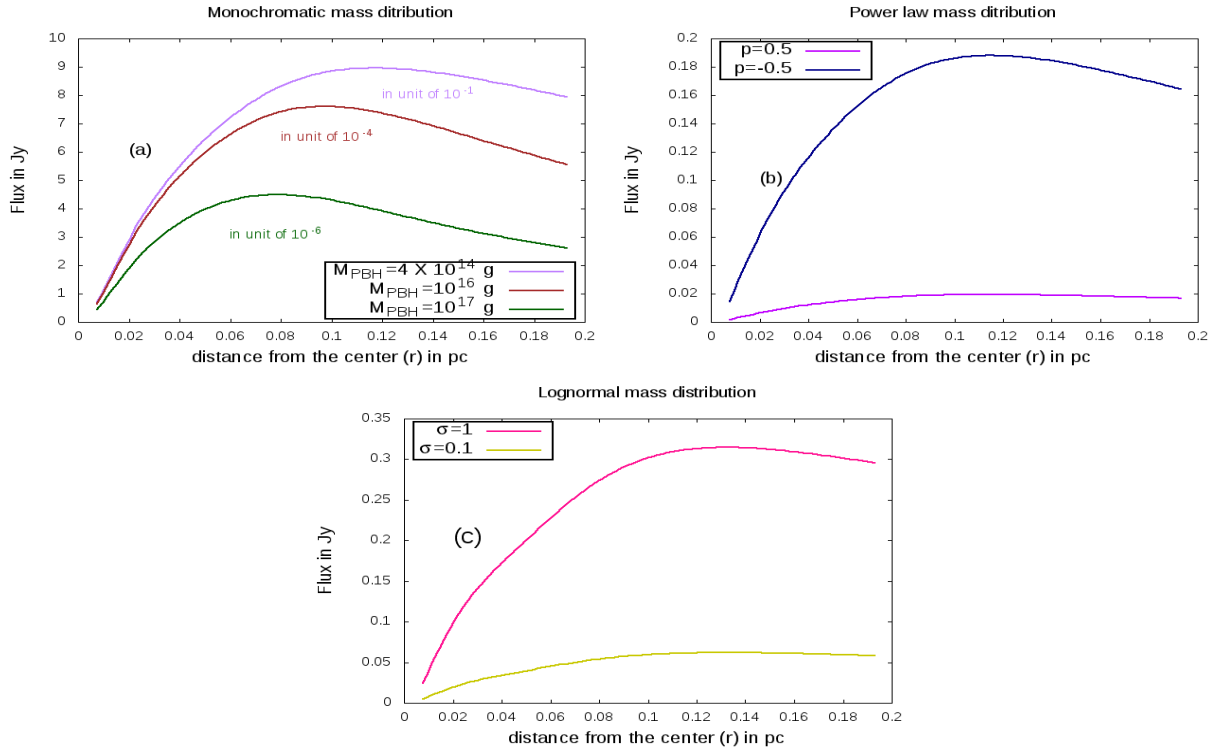 Monochromatic mass ditribution
10
9
8
7
6
5
4
3
2
1
0
Flux in Jy
(a)
in unit of 10 -1
in unit of 10 -4
in unit of 10 -6
M PBH =4 X 10 14 g
M PBH =10 16 g
M PBH =10 17 g
0 0.02 0.04 0.06 0.08 0.1 0.12 0.14 0.16 0.18 0.2
distance from the center (r) in pc
Power law mass ditribution
0.2
0.18
0.16
0.14
0.12
0.1
0.08
0.06
0.04
0.02
0
Flux in Jy
p=0.5
p=-0.5
(b)
0 0.02 0.04 0.06 0.08 0.1 0.12 0.14 0.16 0.18 0.2
distance from the center (r) in pc
Lognormal mass distribution
0.35
0.3
0.25
0.2
0.15
0.1
0.05
0
Flux in Jy
σ=1
σ=0.1
(c)
0 0.02 0.04 0.06 0.08 0.1 0.12 0.14 0.16 0.18 0.2
distance from the center (r) in pc